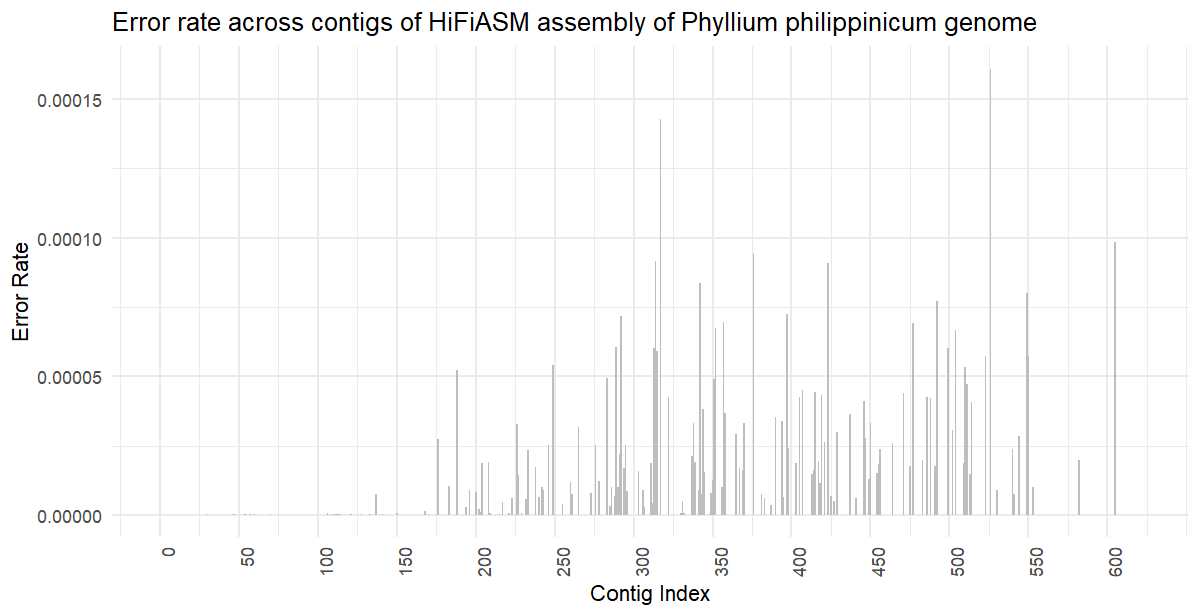 Error rate across contigs of HiFiASM assembly of Phyllium philippinicum genome
Error Rate
0.00015
0.00010
0.00005
0.00000
0 50 100 150 200 250 300 350 400 450 500 550 600
Contig Index